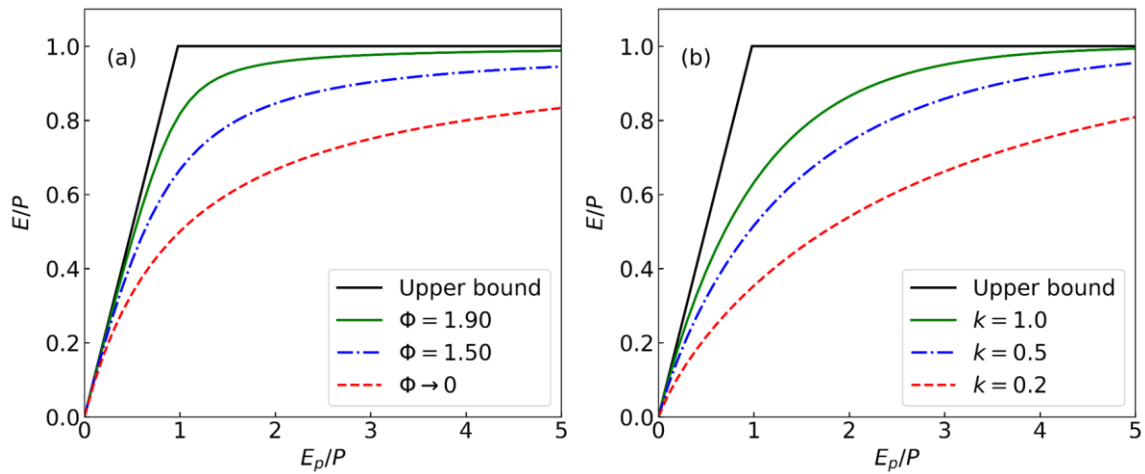 (a)
E/P
1.0
0.8
0.6
0.4
0.2
0.0
0 1 2 3 4 5
E_p/P
Upper bound
Φ = 1.90
Φ = 1.50
Φ → 0
(b)
E/P
1.0
0.8
0.6
0.4
0.2
0.0
0 1 2 3 4 5
E_p/P
Upper bound
k = 1.0
k = 0.5
k = 0.2